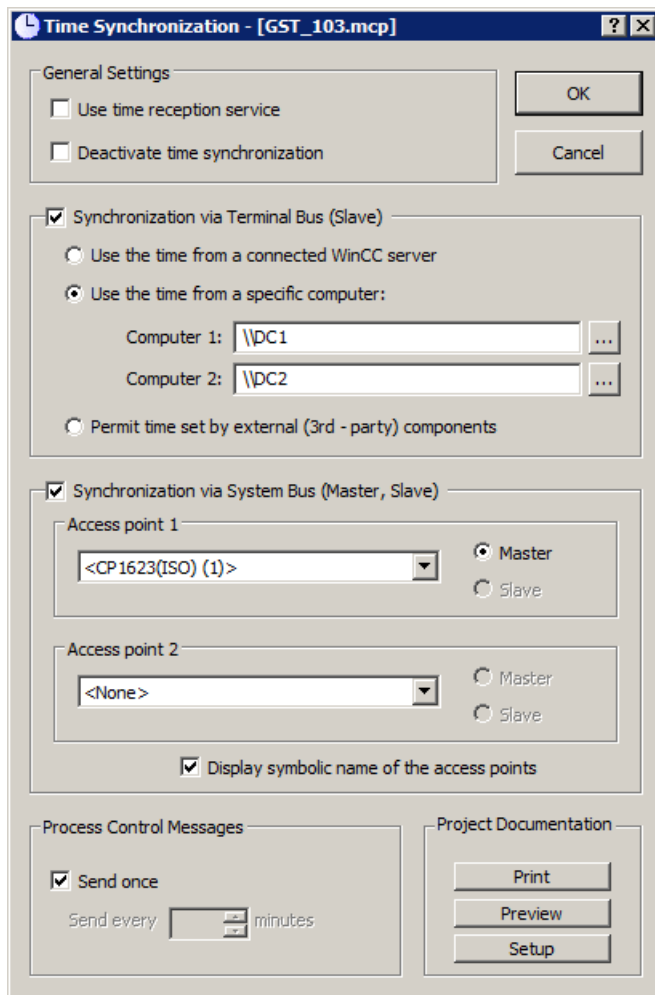 Time Synchronization - [GST_103.mcp]
General Settings
Use time reception service
Deactivate time synchronization
OK
Cancel
Synchronization via Terminal Bus (Slave)
Use the time from a connected WinCC server
Use the time from a specific computer:
Computer 1: \\DC1 ...
Computer 2: \\DC2 ...
Permit time set by external (3rd - party) components
Synchronization via System Bus (Master, Slave)
Access point 1
<CP1623(ISO) (1)>
Master
Slave
Access point 2
<None>
Master
Slave
Display symbolic name of the access points
Process Control Messages
Send once
Send every minutes
Project Documentation
Print
Preview
Setup